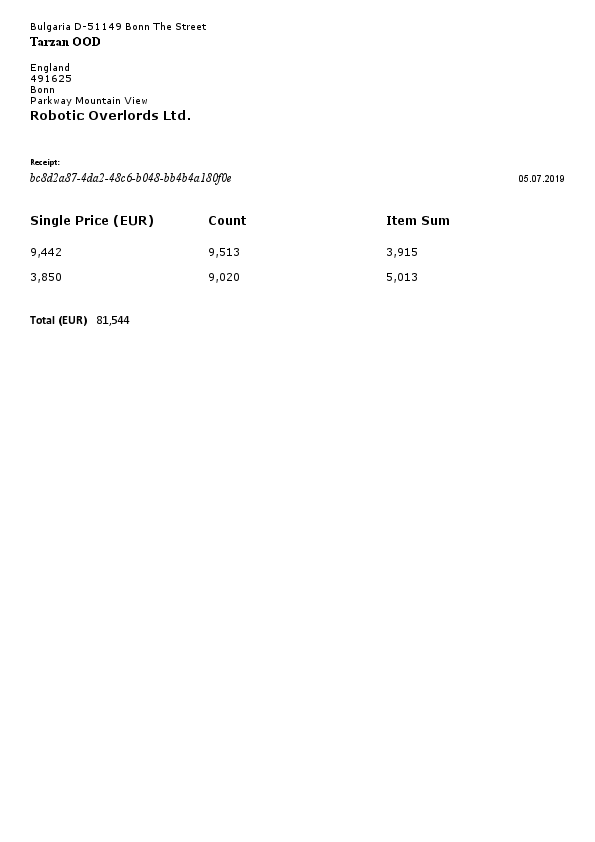 Bulgaria D-51149 Bonn The Street
Tarzan OOD
England
491625
Bonn
Parkway Mountain View
Robotic Overlords Ltd.
Receipt:
bc8d2a87-4da2-48c6-b048-bb4b4a180f0e 05.07.2019
Single Price (EUR) Count Item Sum
9,442 9,513 3,915
3,850 9,020 5,013
Total (EUR) 81,544